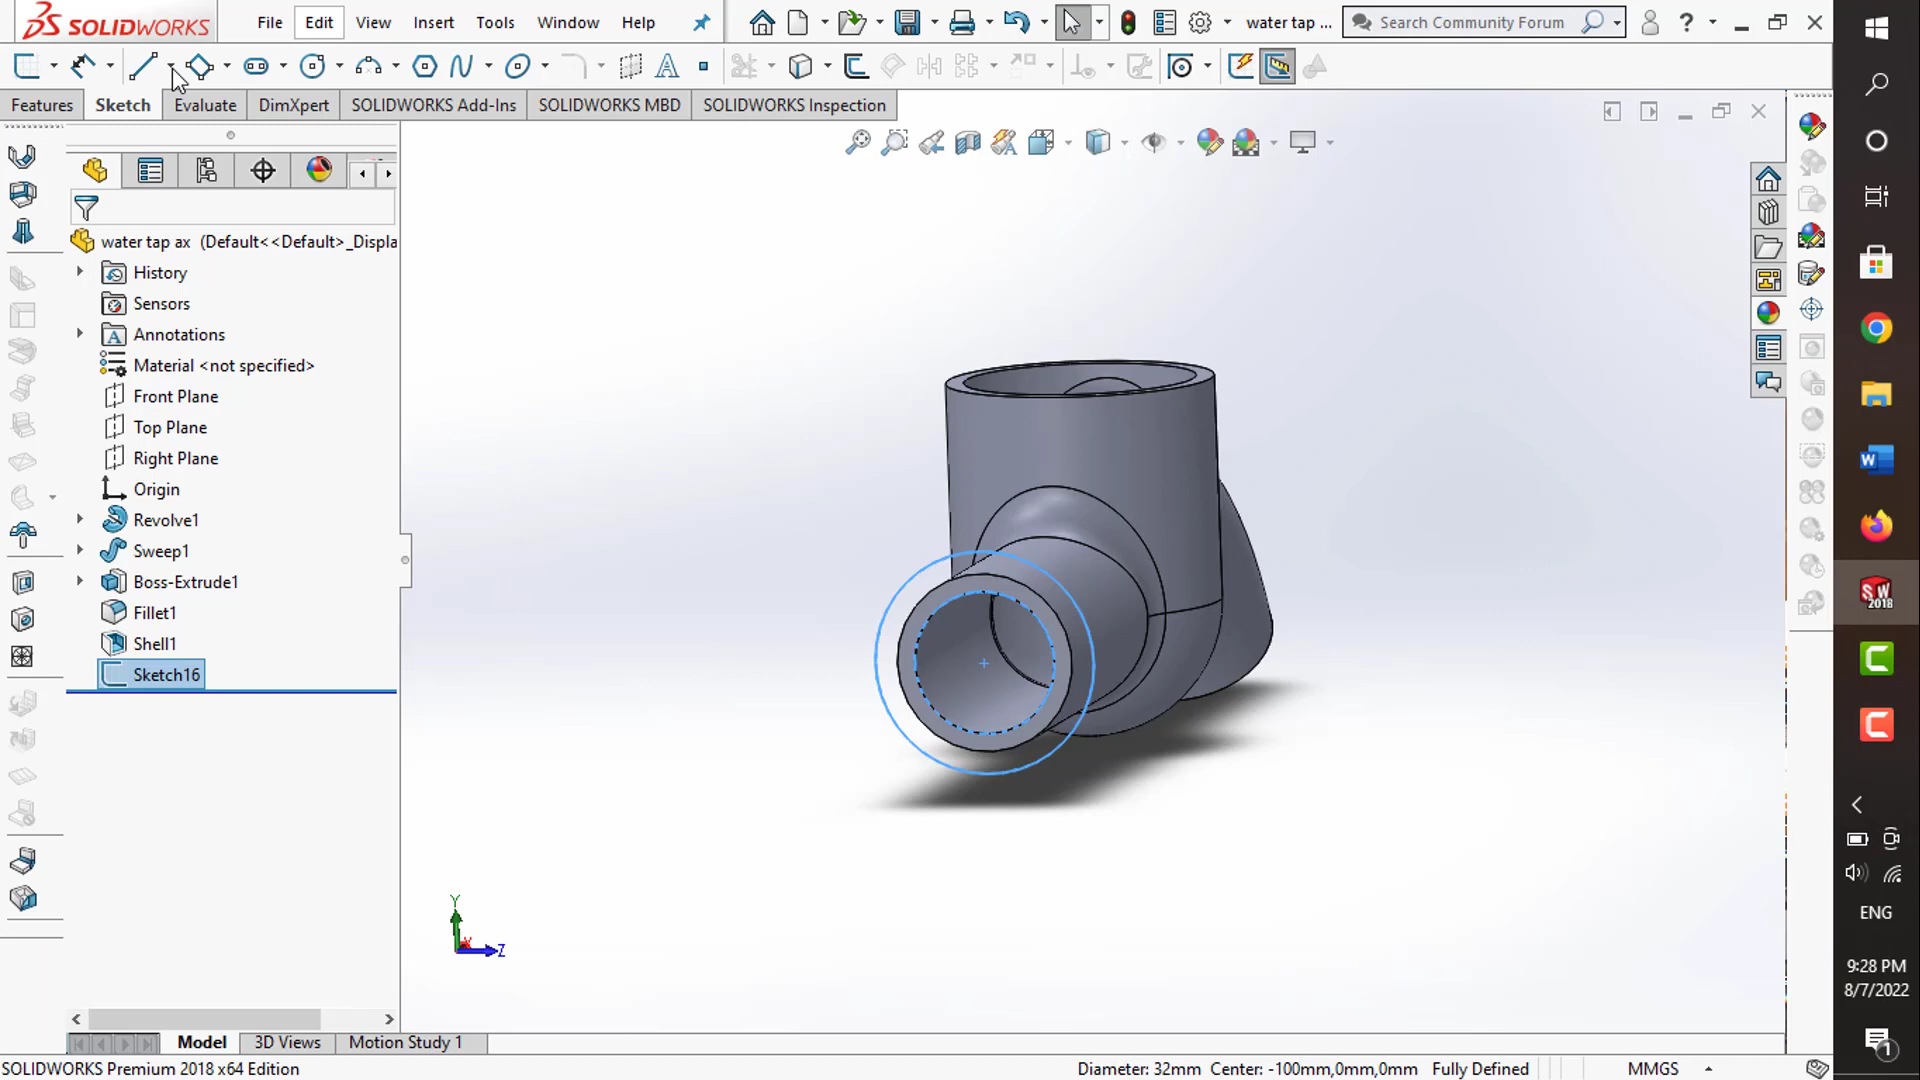 SOLIDWORKS File Edit View Insert Tools Window Help water tap ... Search Community Forum ?
Features Sketch Evaluate DimXpert SOLIDWORKS Add-Ins SOLIDWORKS MBD SOLIDWORKS Inspection
water tap ax (Default<<Default>_Displa
History
Sensors
Annotations
Material <not specified>
Front Plane
Top Plane
Right Plane
Origin
Revolve1
Sweep1
Boss-Extrude1
Fillet1
Shell1
Sketch16
Y
X
Z
Model 3D Views Motion Study 1
SOLIDWORKS Premium 2018 x64 Edition Diameter: 32mm Center: -100mm,0mm,0mm Fully Defined MMGS
SW
2018
ENG
9:28 PM
8/7/2022
1